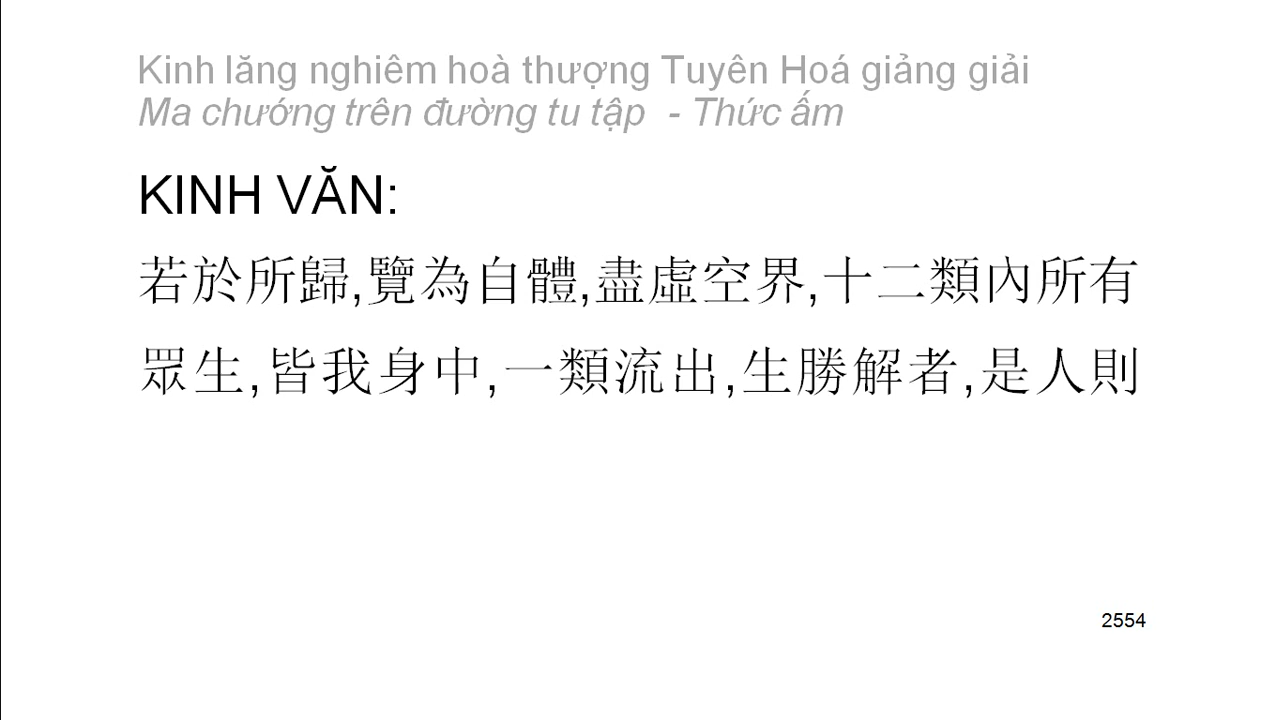 Kinh lăng nghiêm hoà thượng Tuyên Hoá giảng giải
Ma chướng trên đường tu tập - Thức ấm
KINH VĂN:
若於所歸,覽為自體,盡虛空界,十二類內所有
眾生,皆我身中,一類流出,生勝解者,是人則
2554